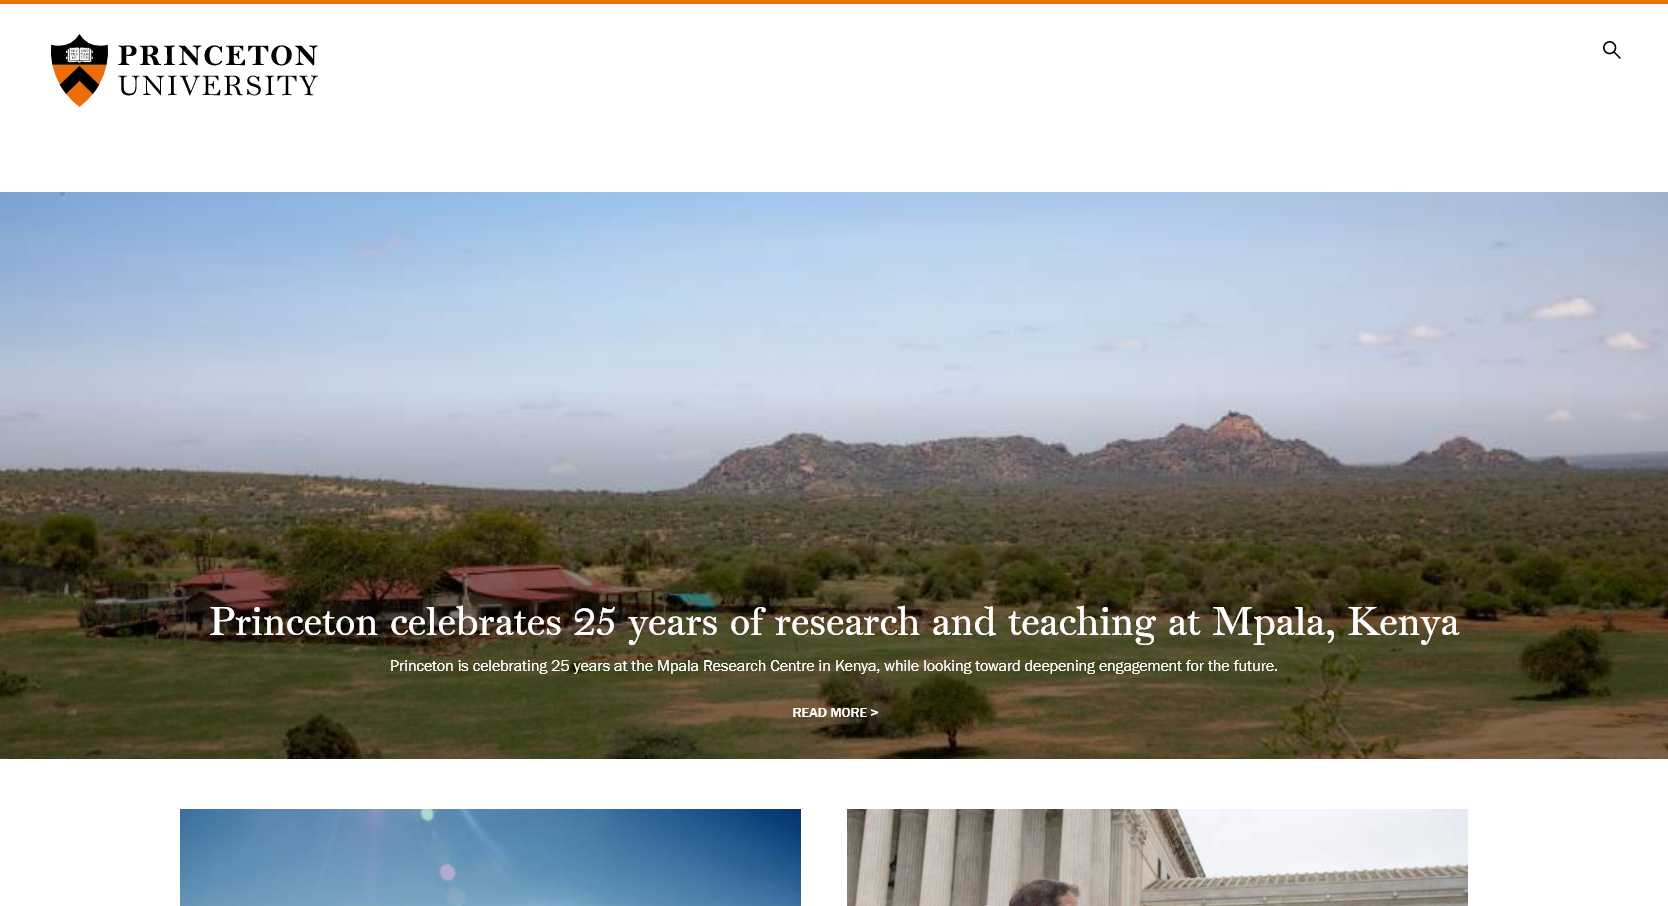 PRINCETON
UNIVERSITY
Princeton celebrates 25 years of research and teaching at Mpala, Kenya
Princeton is celebrating 25 years at the Mpala Research Centre in Kenya, while looking toward deepening engagement for the future.
READ MORE >